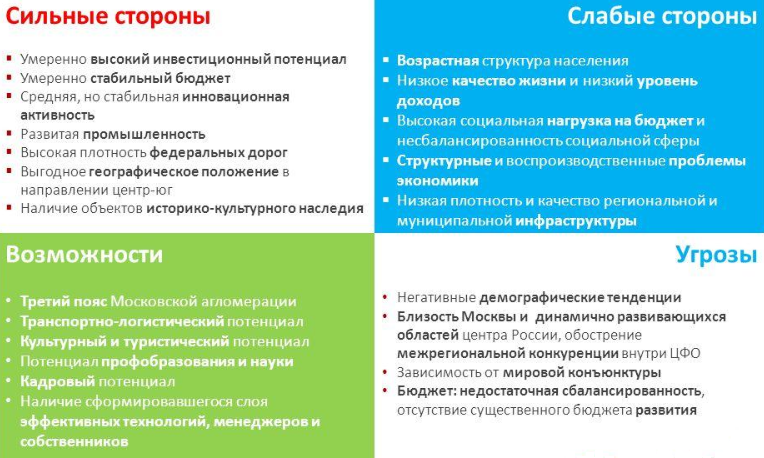 Сильные стороны
Умеренно высокий инвестиционный потенциал
Умеренно стабильный бюджет
Средняя, но стабильная инновационная
активность
Развитая промышленность
Высокая плотность федеральных дорог
Выгодное географическое положение в
направлении центр-юг
Наличие объектов историко-культурного наследия
Слабые стороны
Возрастная структура населения
Низкое качество жизни и низкий уровень
доходов
Высокая социальная нагрузка на бюджет и
несбалансированность социальной сферы
Структурные и воспроизводственные проблемы
экономики
Низкая плотность и качество региональной и
муниципальной инфраструктуры
Возможности
Третий пояс Московской агломерации
Транспортно-логистический потенциал
Культурный и туристический потенциал
Потенциал профобразования и науки
Кадровый потенциал
Наличие сформировавшегося слоя
эффективных технологий, менеджеров и
собственников
Угрозы
Негативные демографические тенденции
Близость Москвы и динамично развивающихся
областей центра России, обострение
межрегиональной конкуренции внутри ЦФО
Зависимость от мировой конъюнктуры
Бюджет: недостаточная сбалансированность,
отсутствие существенного бюджета развития